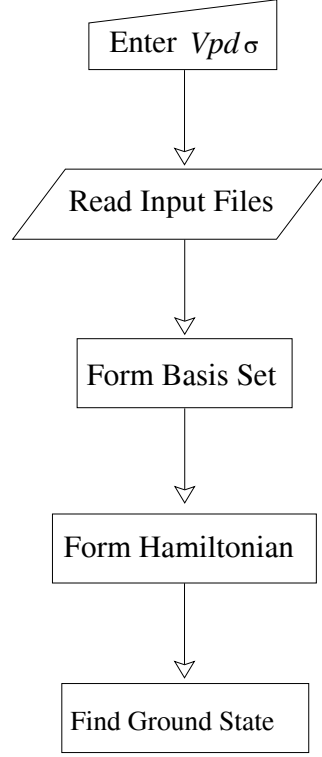 Enter Vpdσ
Read Input Files
Form Basis Set
Form Hamiltonian
Find Ground State